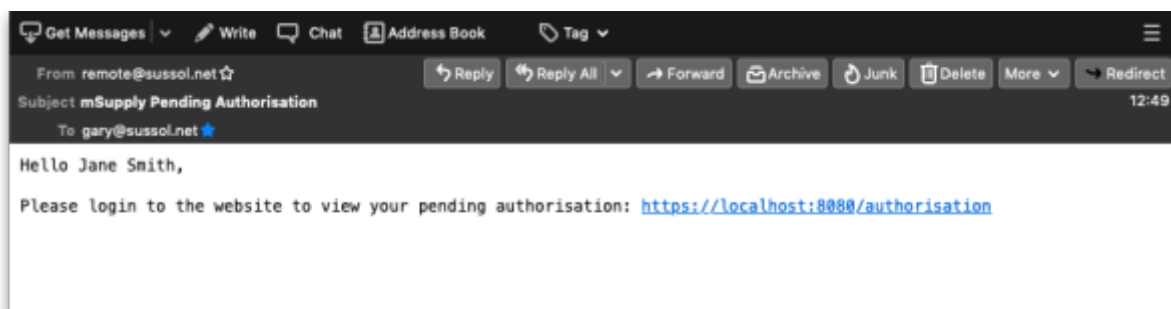 Get Messages Write Chat Address Book Tag
From remote@sussol.net Reply Reply All Forward Archive Junk Delete More Redirect
Subject mSupply Pending Authorisation 12:49
To gary@sussol.net
Hello Jane Smith,
Please login to the website to view your pending authorisation: https://localhost:8080/authorisation